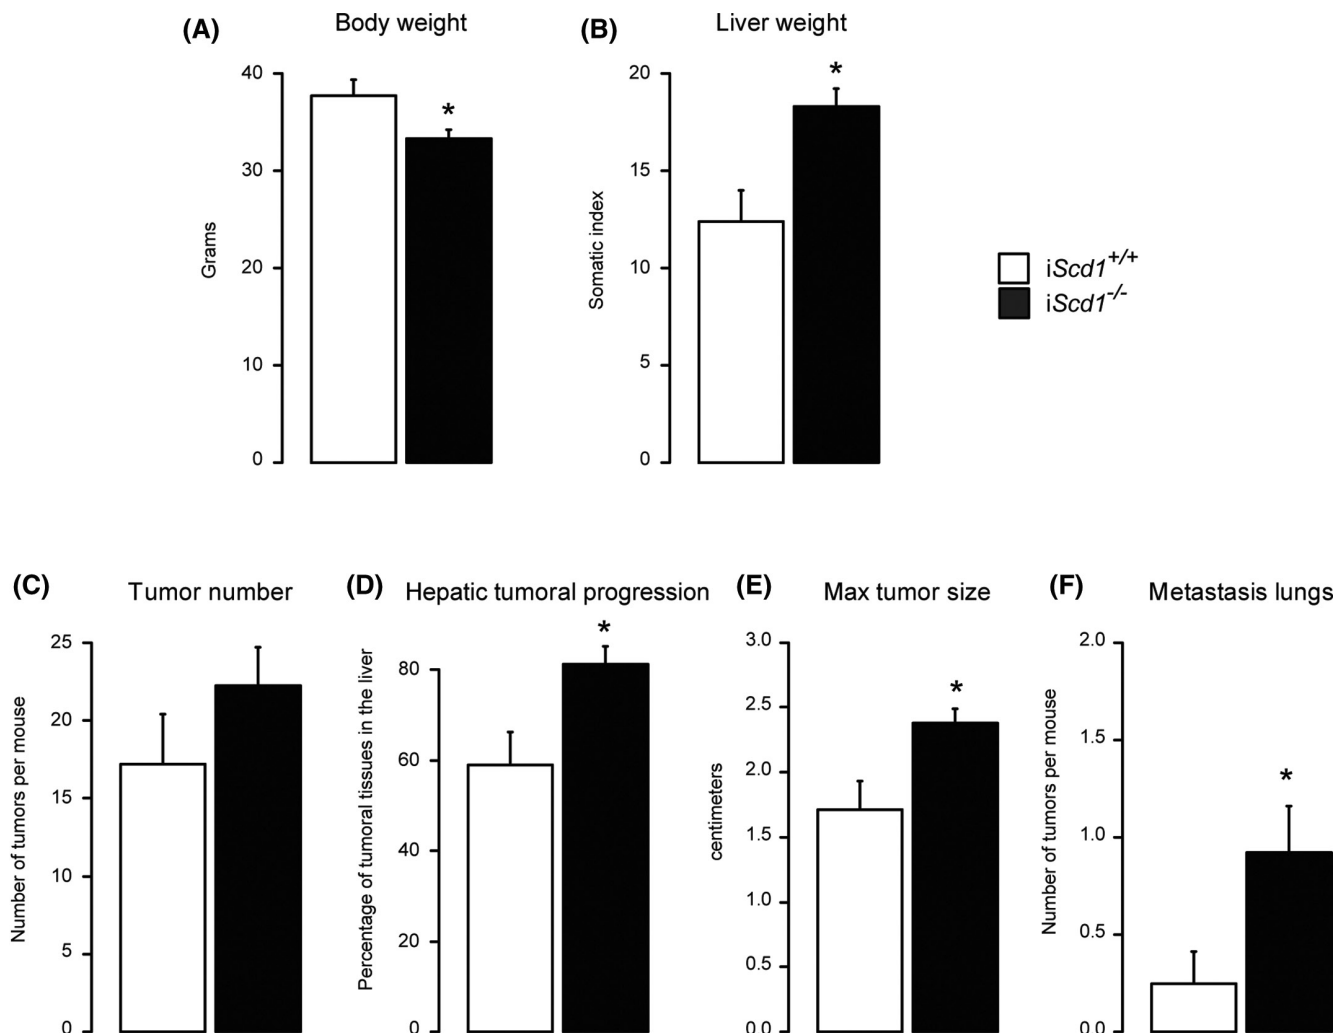 (A) Body weight
Grams
40
30
20
10
0
*
(B) Liver weight
Somatic index
20
15
10
5
0
*
iScd1+/+
iScd1-/-
(C) Tumor number
Number of tumors per mouse
25
20
15
10
5
0
(D) Hepatic tumoral progression
Percentage of tumoral tissues in the liver
80
60
40
20
0
*
(E) Max tumor size
centimeters
3.0
2.5
2.0
1.5
1.0
0.5
0.0
*
(F) Metastasis lungs
Number of tumors per mouse
2.0
1.5
1.0
0.5
0.0
*